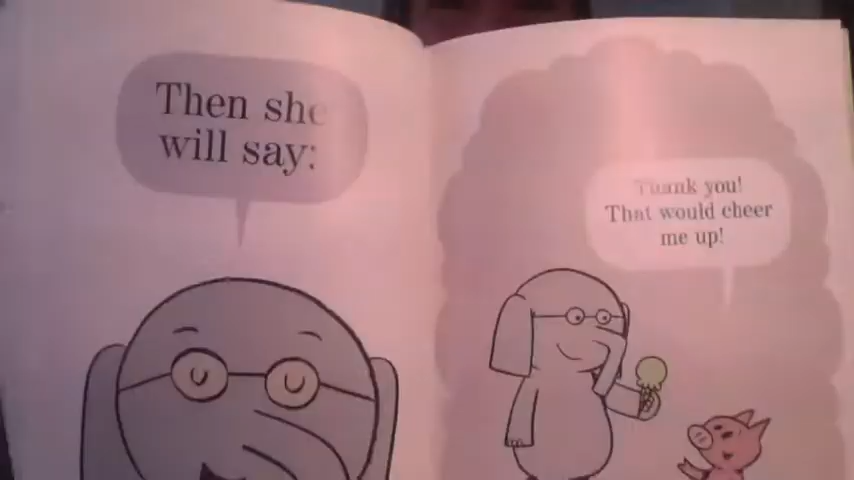 Then she
will say:
Thank you!
That would cheer
me up!